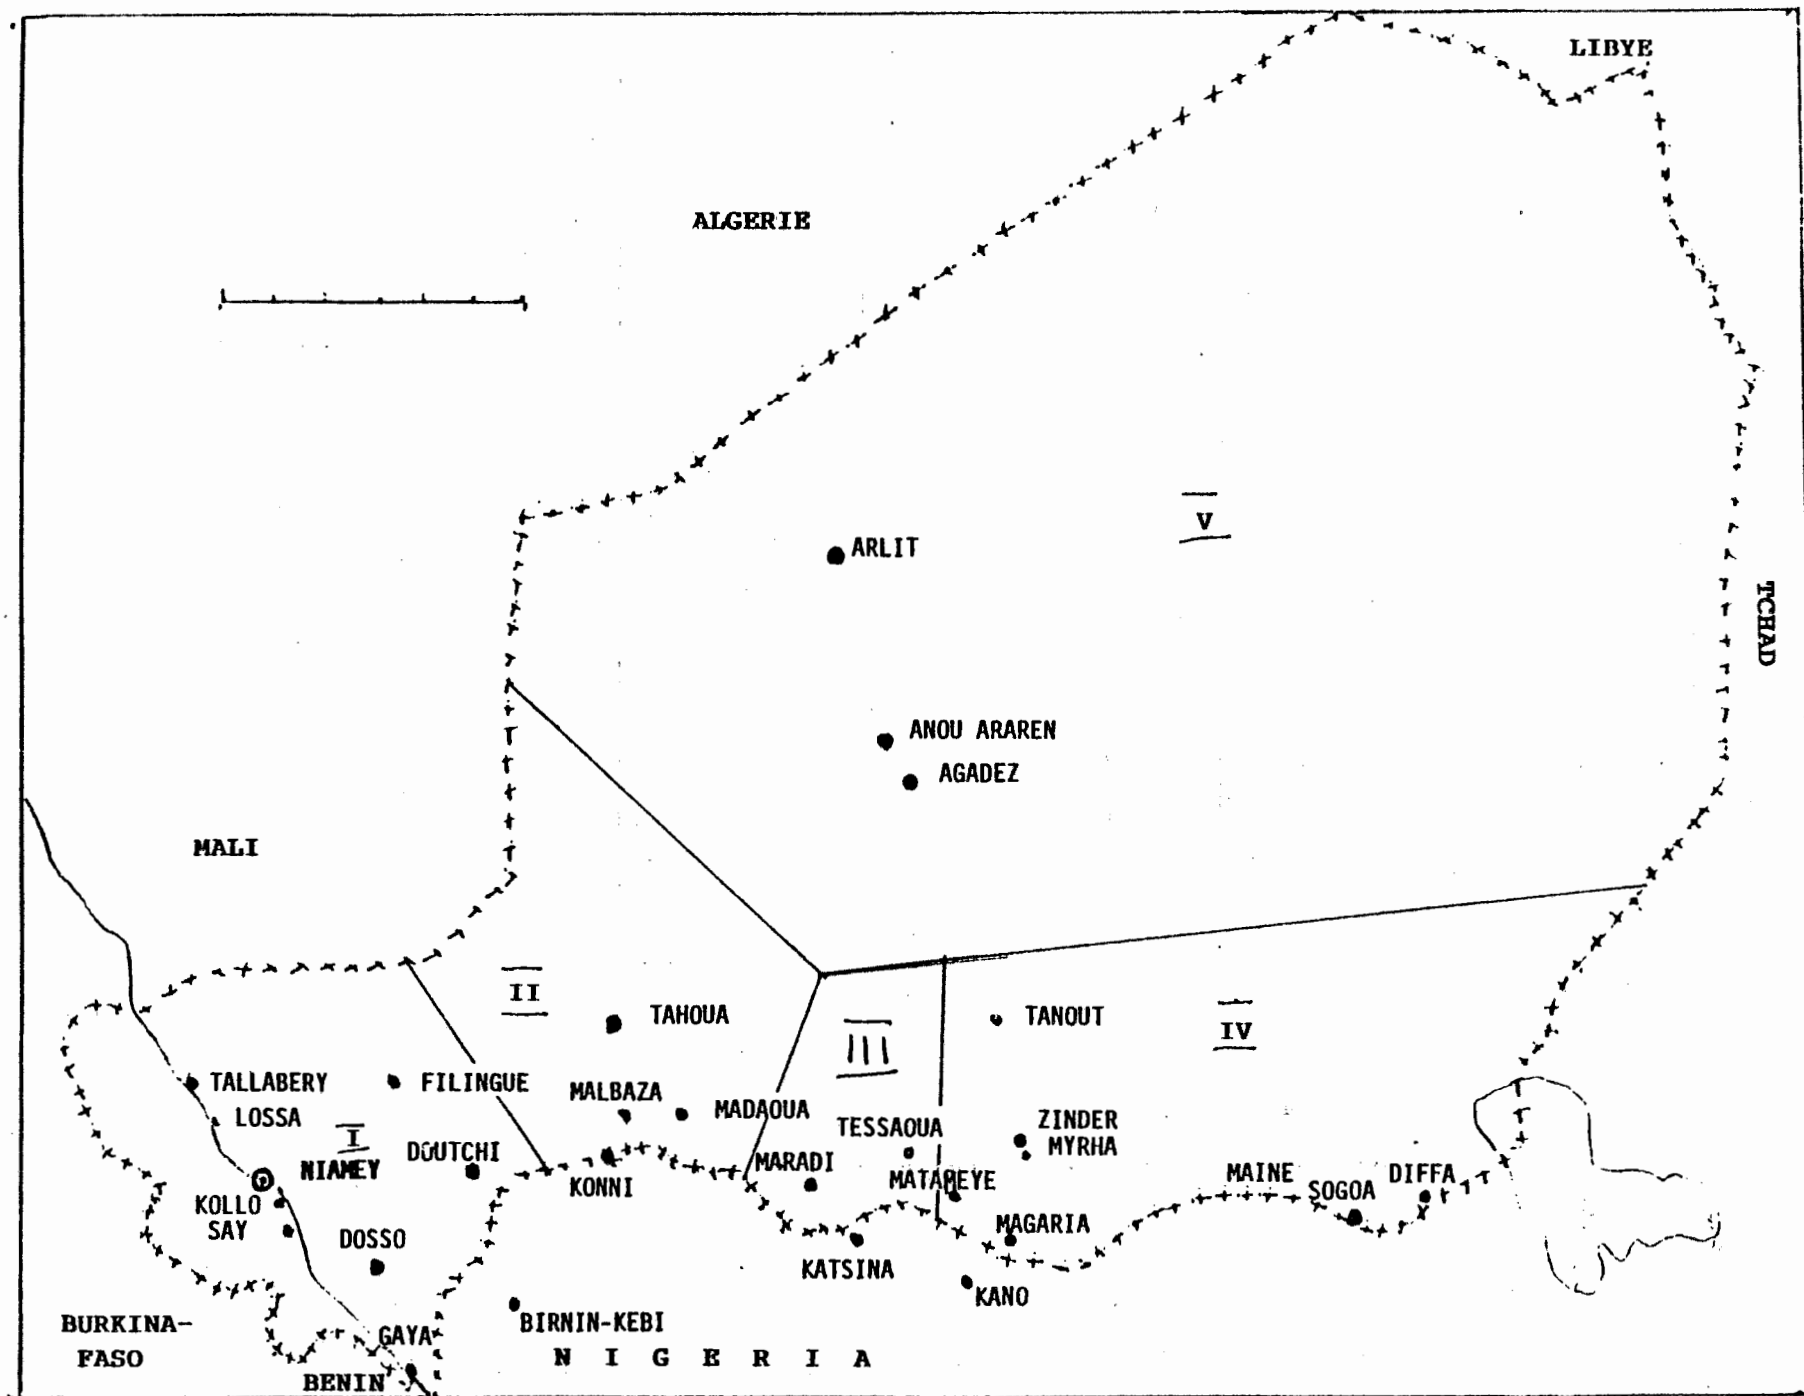 LIBYE
ALGERIE
V
ARLIT
TCHAD
ANOU ARAREN
AGADEZ
MALI
II
TAHOUA
III
TANOUT
IV
TALLABERY
FILINGUE
MALBAZA
MADAOUA
LOSSA
I
TESSAOUA
ZINDER
MYRHA
NIAMEY
DOUTCHI
KONNI
MARADI
MATAMEYE
MAINE
SOGOA
DIFFA
KOLLO
SAY
DOSSO
MAGARIA
KATSINA
KANO
BURKINA-
FASO
GAYA
BIRNIN-KEBI
NIGERIA
BENIN